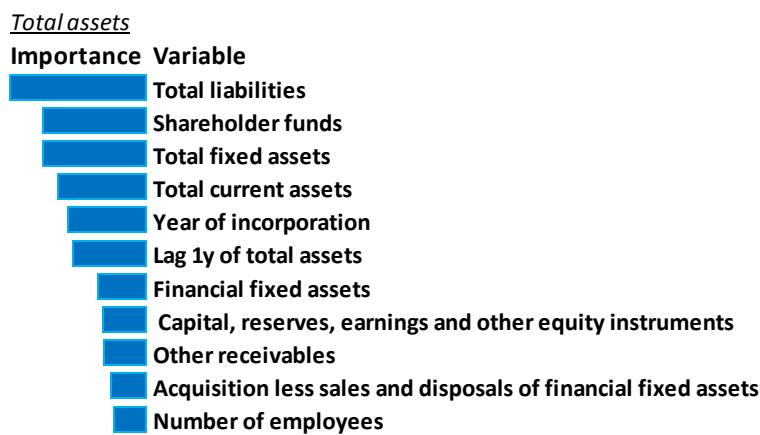 Total assets
Importance Variable
Total liabilities
Shareholder funds
Total fixed assets
Total current assets
Year of incorporation
Lag 1y of total assets
Financial fixed assets
Capital, reserves, earnings and other equity instruments
Other receivables
Acquisition less sales and disposals of financial fixed assets
Number of employees